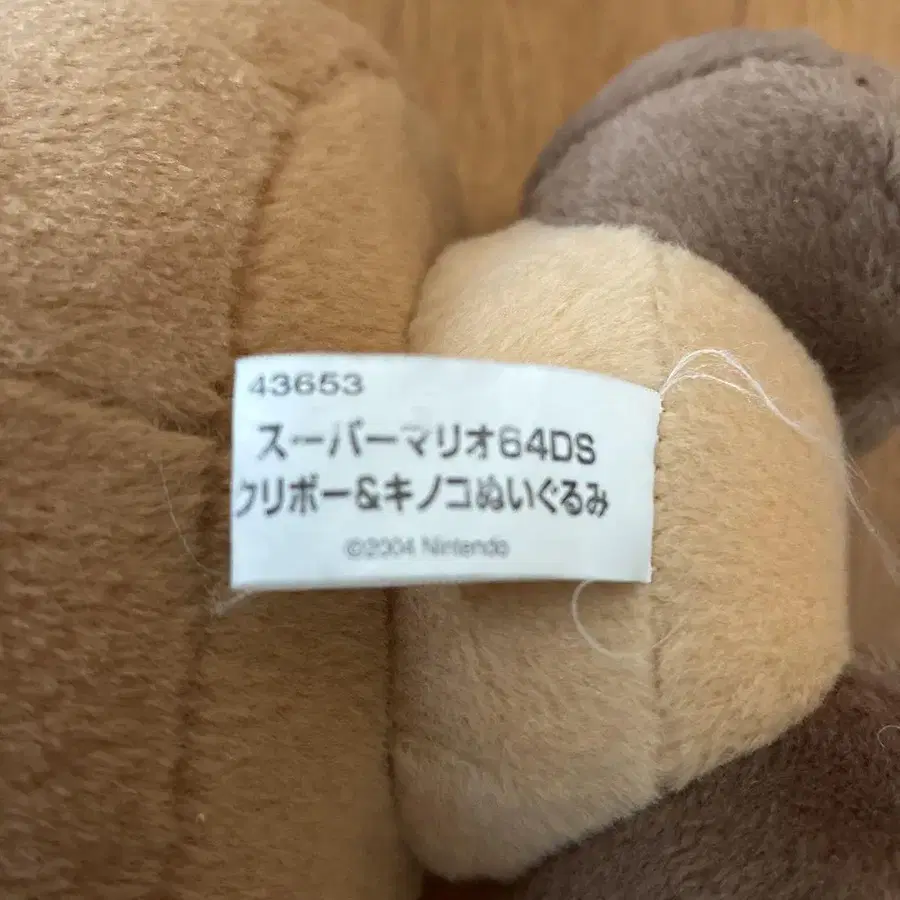 43653
スーパーマリオ64DS
クリボー&キノコぬいぐるみ
©2004 Nintendo